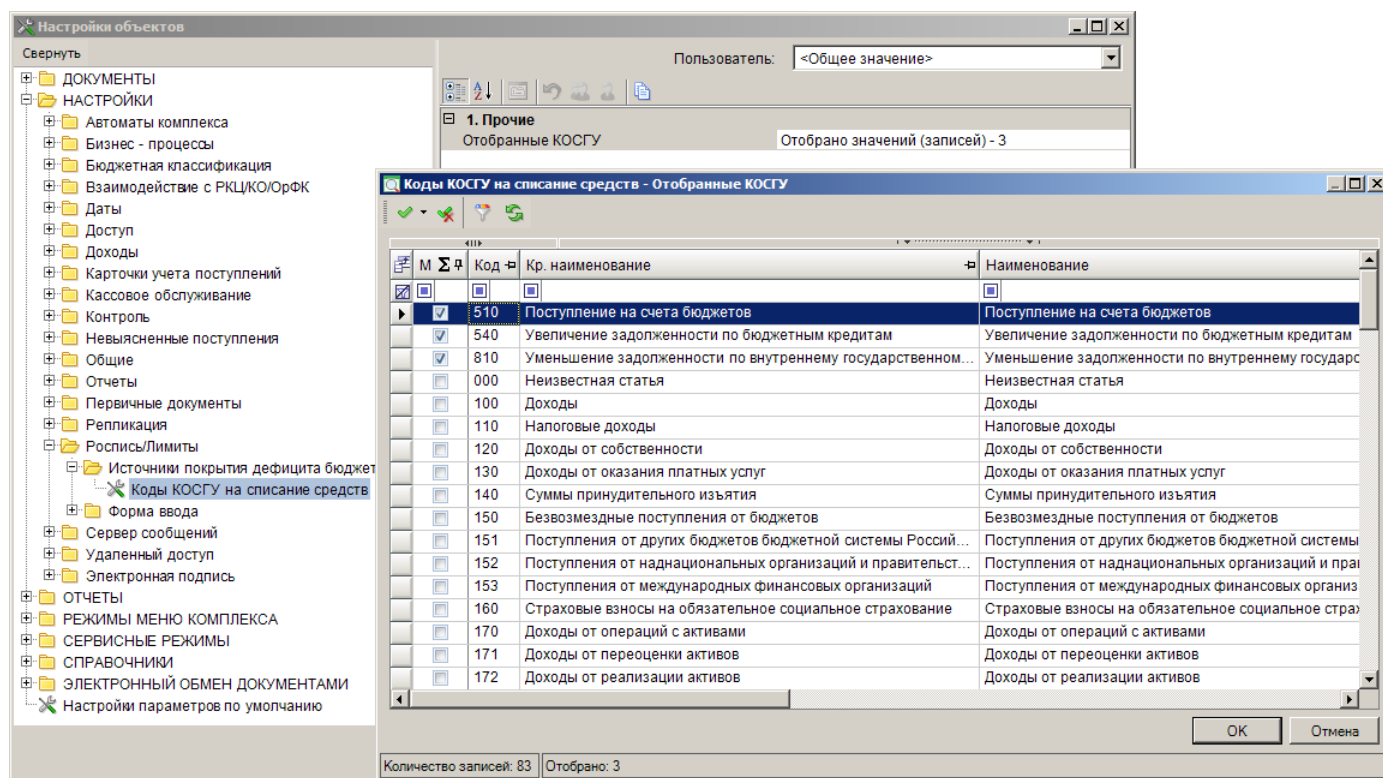 Настройки объектов
Свернуть
Пользователь: <Общее значение>
ДОКУМЕНТЫ
НАСТРОЙКИ
Автоматы комплекса
Бизнес - процессы
Бюджетная классификация
Взаимодействие с РКЦ/КО/ОрФК
Даты
Доступ
Доходы
Карточки учета поступлений
Кассовое обслуживание
Контроль
Невыясненные поступления
Общие
Отчеты
Первичные документы
Репликация
Роспись/Лимиты
Источники покрытия дефицита бюджет
Коды КОСГУ на списание средств
Форма ввода
Сервер сообщений
Удаленный доступ
Электронная подпись
ОТЧЕТЫ
РЕЖИМЫ МЕНЮ КОМПЛЕКСА
СЕРВИСНЫЕ РЕЖИМЫ
СПРАВОЧНИКИ
ЭЛЕКТРОННЫЙ ОБМЕН ДОКУМЕНТАМИ
Настройки параметров по умолчанию
1. Прочие
Отобранные КОСГУ Отобрано значений (записей) - 3
Коды КОСГУ на списание средств - Отобранные КОСГУ
М Σ Код Кр. наименование Наименование
510 Поступление на счета бюджетов Поступление на счета бюджетов
540 Увеличение задолженности по бюджетным кредитам Увеличение задолженности по бюджетным кредитам
810 Уменьшение задолженности по внутреннему государственном... Уменьшение задолженности по внутреннему государс
000 Неизвестная статья Неизвестная статья
100 Доходы Доходы
110 Налоговые доходы Налоговые доходы
120 Доходы от собственности Доходы от собственности
130 Доходы от оказания платных услуг Доходы от оказания платных услуг
140 Суммы принудительного изъятия Суммы принудительного изъятия
150 Безвозмездные поступления от бюджетов Безвозмездные поступления от бюджетов
151 Поступления от других бюджетов бюджетной системы Россий... Поступления от других бюджетов бюджетной системы
152 Поступления от наднациональных организаций и правительст... Поступления от наднациональных организаций и прав
153 Поступления от международных финансовых организаций Поступления от международных финансовых организ
160 Страховые взносы на обязательное социальное страхование Страховые взносы на обязательное социальное страх
170 Доходы от операций с активами Доходы от операций с активами
171 Доходы от переоценки активов Доходы от переоценки активов
172 Доходы от реализации активов Доходы от реализации активов
OK Отмена
Количество записей: 83 Отобрано: 3